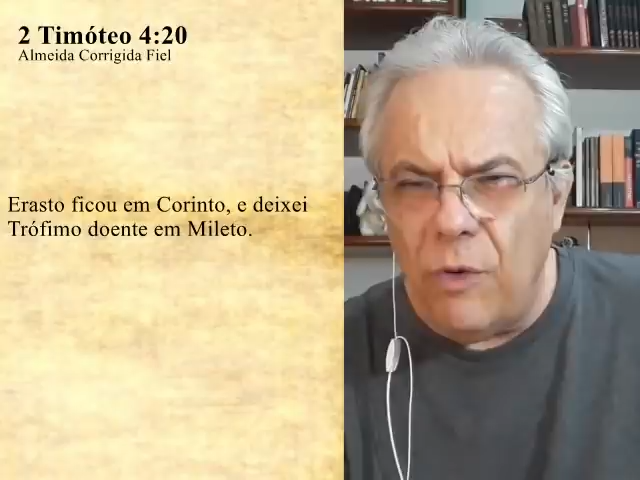 2 Timóteo 4:20
Almeida Corrigida Fiel
Erasto ficou em Corinto, e deixei
Trófimo doente em Mileto.